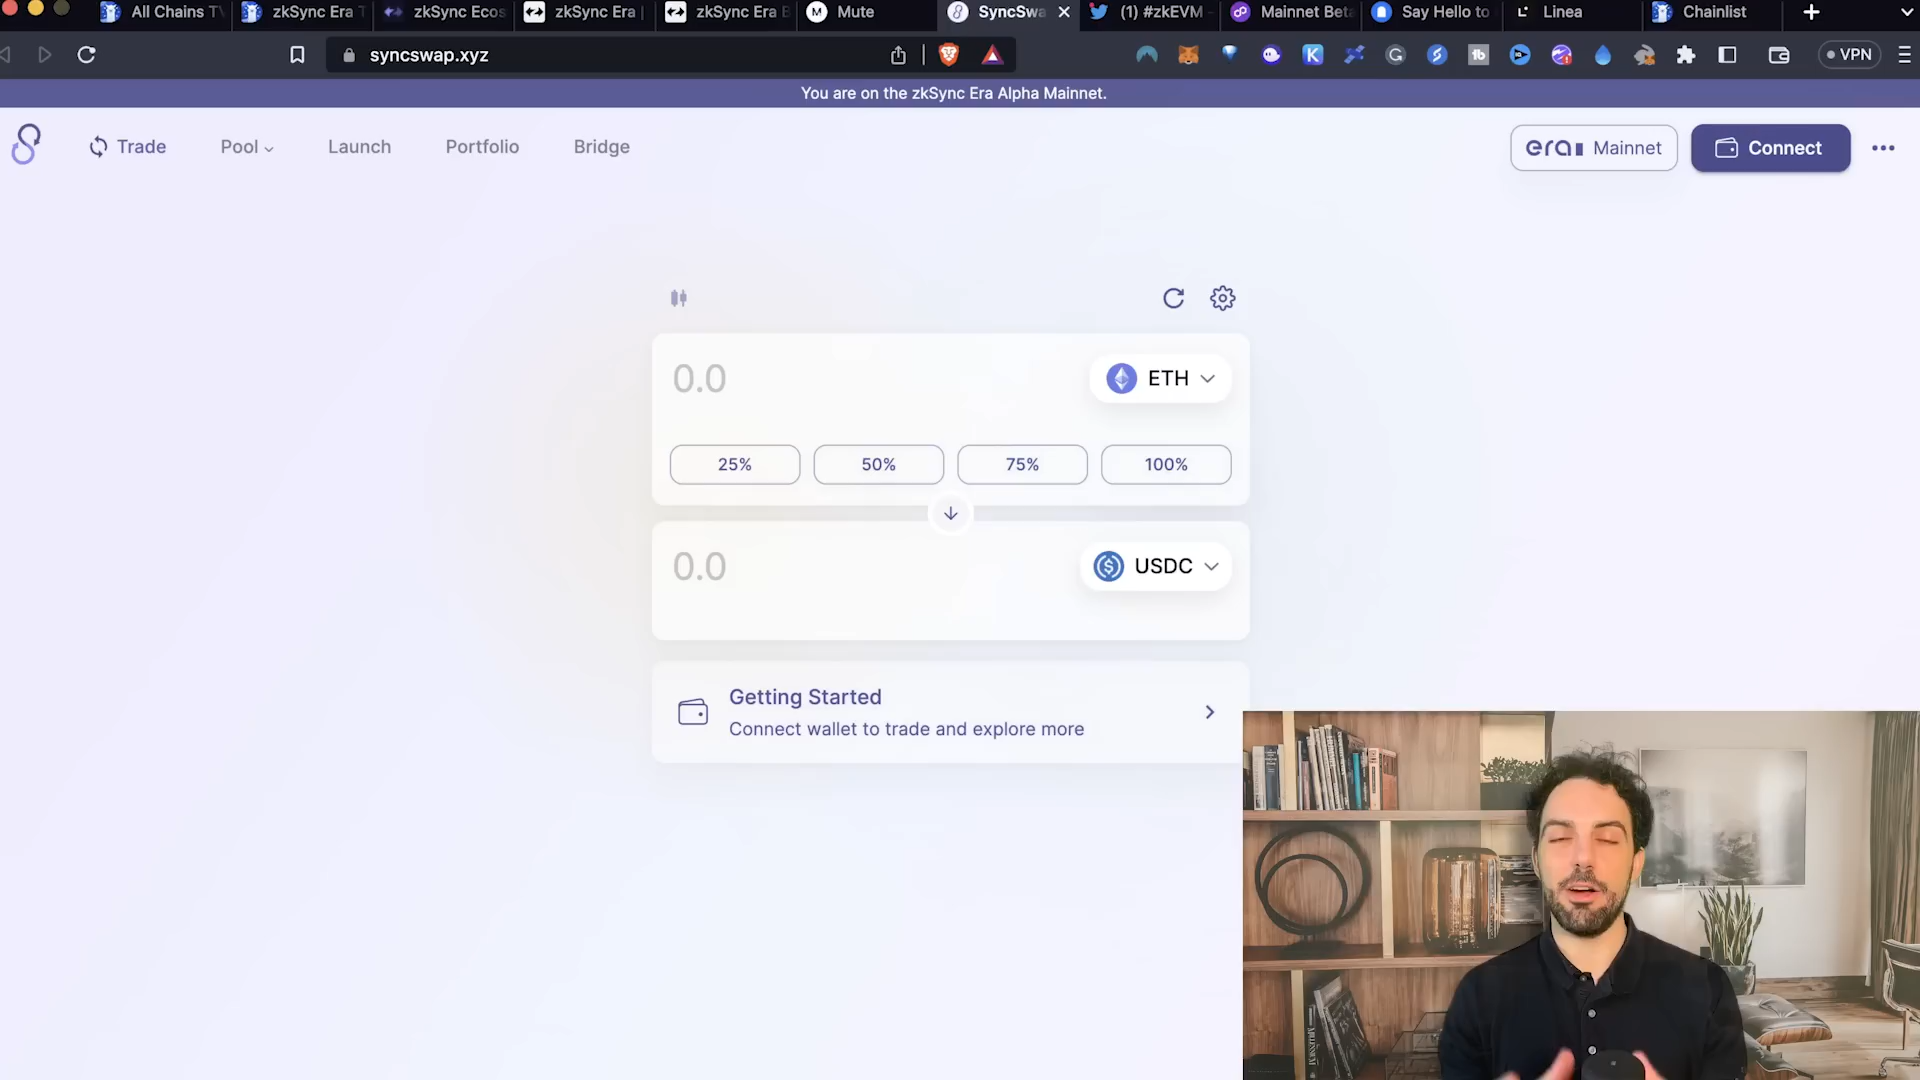 All Chains TV
zkSync Era T
zkSync Ecos
zkSync Era
zkSync Era B
Mute
SyncSwa
(1) #zkEVM
Mainnet Beta
Say Hello to
Linea
Chainlist
syncswap.xyz
VPN
You are on the zkSync Era Alpha Mainnet.
Trade
Pool
Launch
Portfolio
Bridge
era Mainnet
Connect
0.0
ETH
25%
50%
75%
100%
0.0
USDC
Getting Started
Connect wallet to trade and explore more